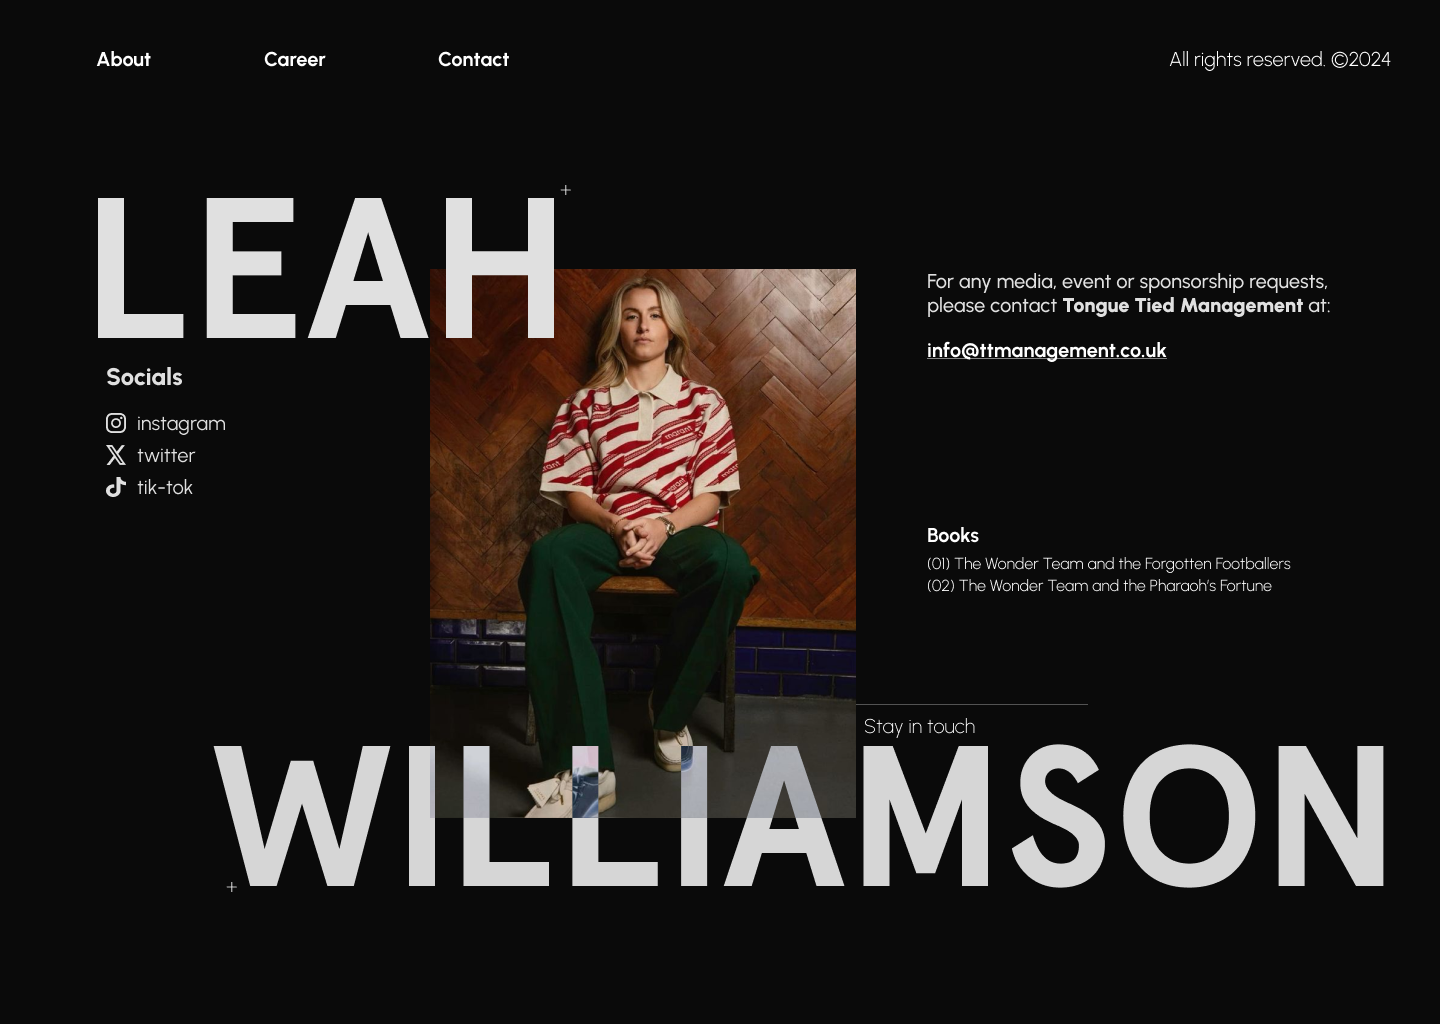 About
Career
Contact
All rights reserved. ©2024
LEAH
+
For any media, event or sponsorship requests,
please contact Tongue Tied Management at:
info@ttmanagement.co.uk
Socials
instagram
twitter
tik-tok
marant
Books
(01) The Wonder Team and the Forgotten Footballers
(02) The Wonder Team and the Pharaoh's Fortune
Stay in touch
WILLIAMSON
+